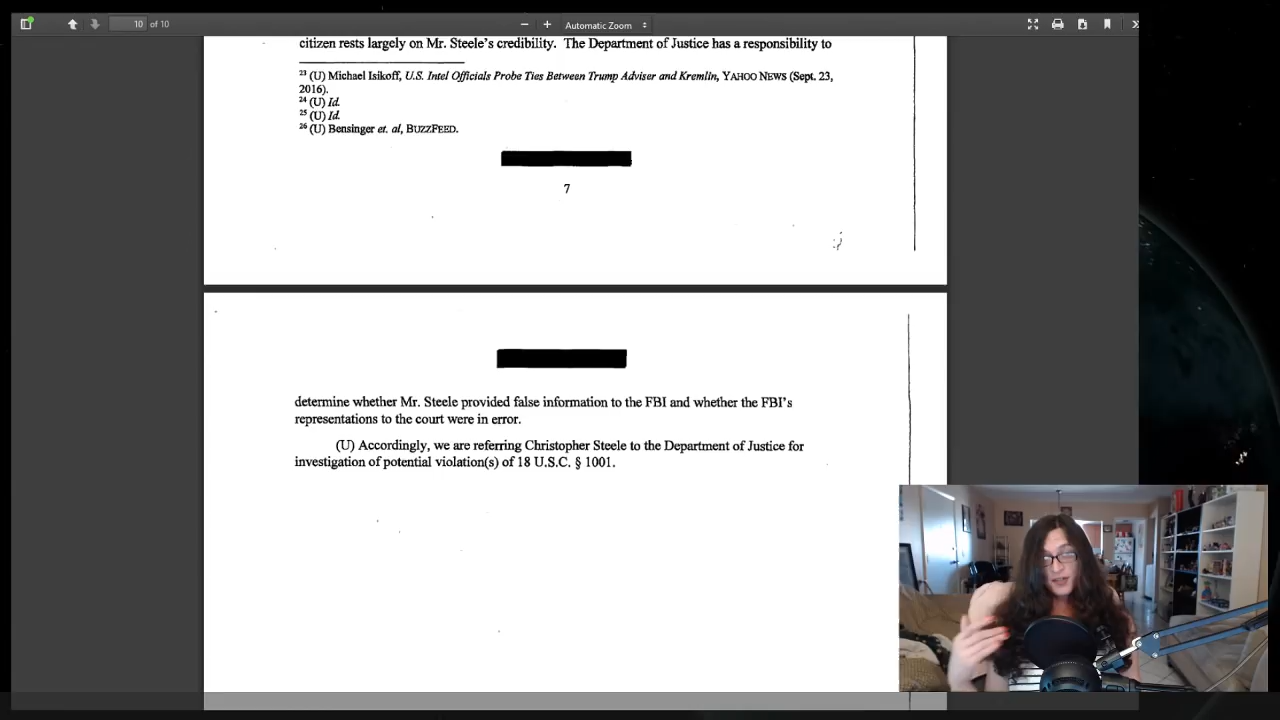 10 of 10
Automatic Zoom
citizen rests largely on Mr. Steele's credibility. The Department of Justice has a responsibility to
23 (U) Michael Isikoff, U.S. Intel Officials Probe Ties Between Trump Adviser and Kremlin, YAHOO NEWS (Sept. 23,
2016).
24 (U) Id.
25 (U) Id.
26 (U) Bensinger et. al, BUZZFEED.
7
determine whether Mr. Steele provided false information to the FBI and whether the FBI's
representations to the court were in error.
(U) Accordingly, we are referring Christopher Steele to the Department of Justice for
investigation of potential violation(s) of 18 U.S.C. § 1001.